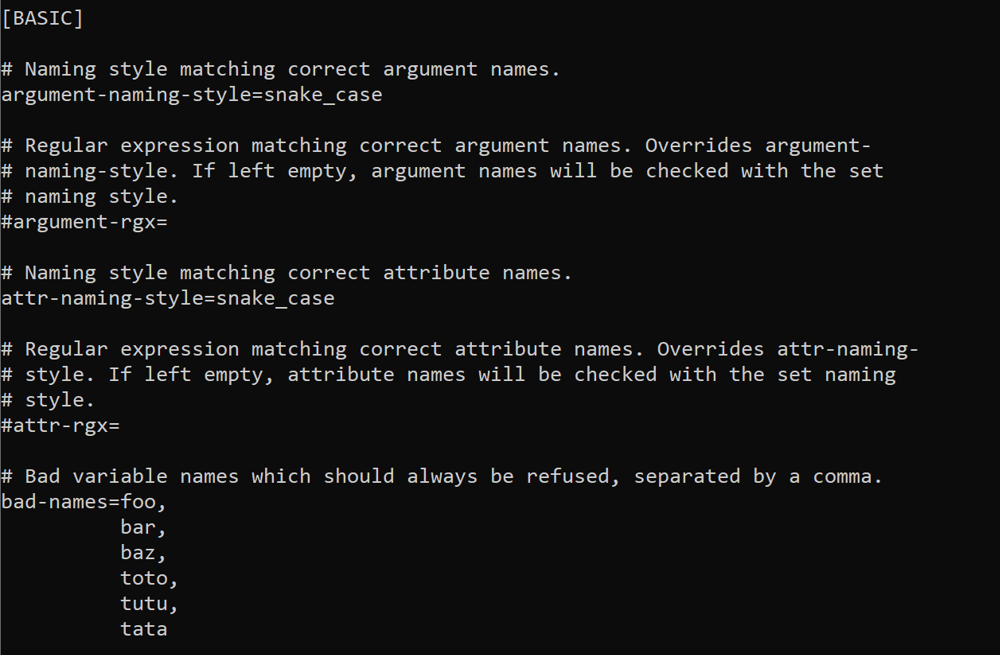 [BASIC]
# Naming style matching correct argument names.
argument-naming-style=snake_case
# Regular expression matching correct argument names. Overrides argument-
# naming-style. If left empty, argument names will be checked with the set
# naming style.
#argument-rgx=
# Naming style matching correct attribute names.
attr-naming-style=snake_case
# Regular expression matching correct attribute names. Overrides attr-naming-
# style. If left empty, attribute names will be checked with the set naming
# style.
#attr-rgx=
# Bad variable names which should always be refused, separated by a comma.
bad-names=foo,
          bar,
          baz,
          toto,
          tutu,
          tata